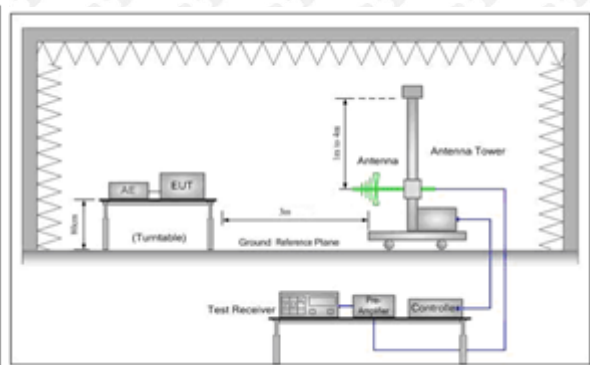 1m to 4m
Antenna
Antenna Tower
AE
EUT
80cm
(Turntable)
3m
Ground Reference Plane
Test Receiver
Pre-
Amplifier
Controller